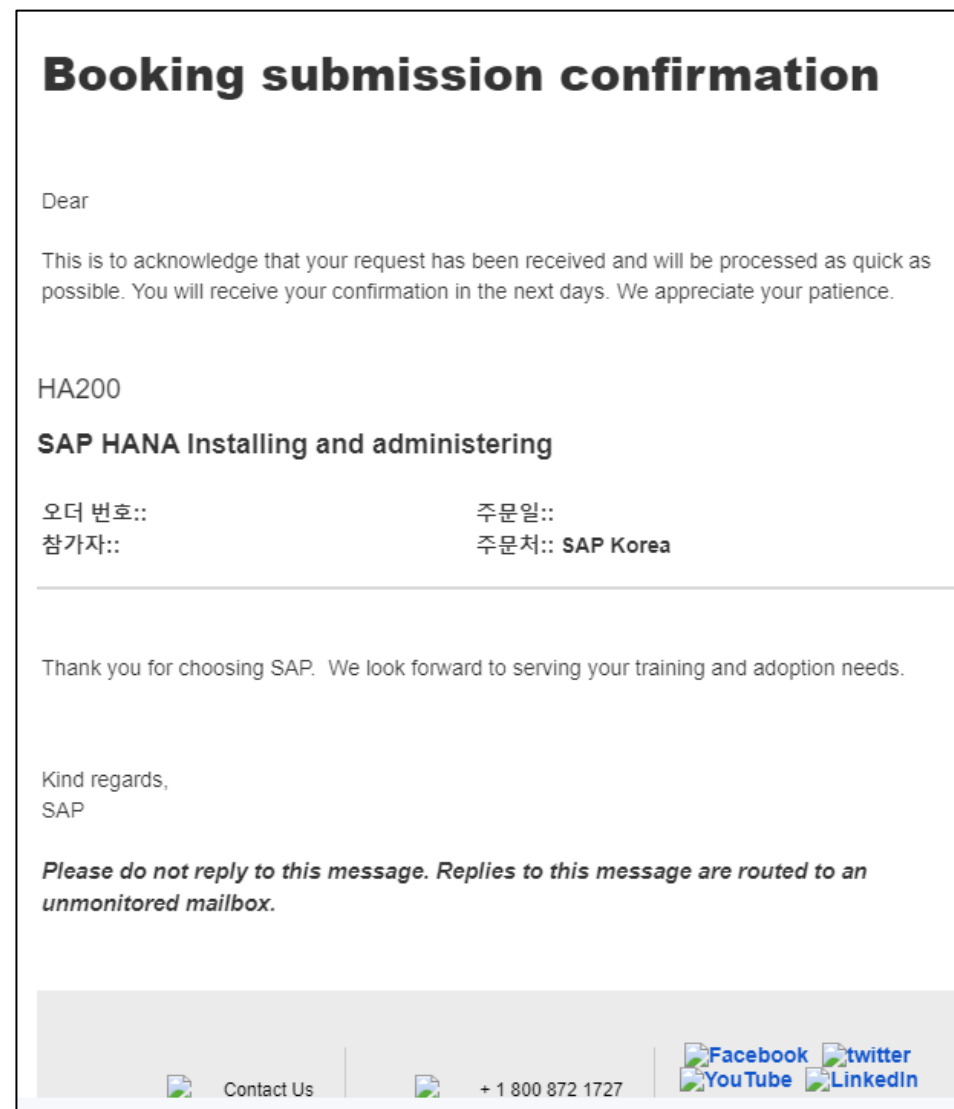 Booking submission confirmation
Dear
This is to acknowledge that your request has been received and will be processed as quick as
possible. You will receive your confirmation in the next days. We appreciate your patience.
HA200
SAP HANA Installing and administering
오더 번호:: 주문일::
참가자:: 주문처:: SAP Korea
Thank you for choosing SAP.  We look forward to serving your training and adoption needs.
Kind regards,
SAP
Please do not reply to this message. Replies to this message are routed to an
unmonitored mailbox.
Facebook twitter
YouTube LinkedIn
Contact Us + 1 800 872 1727